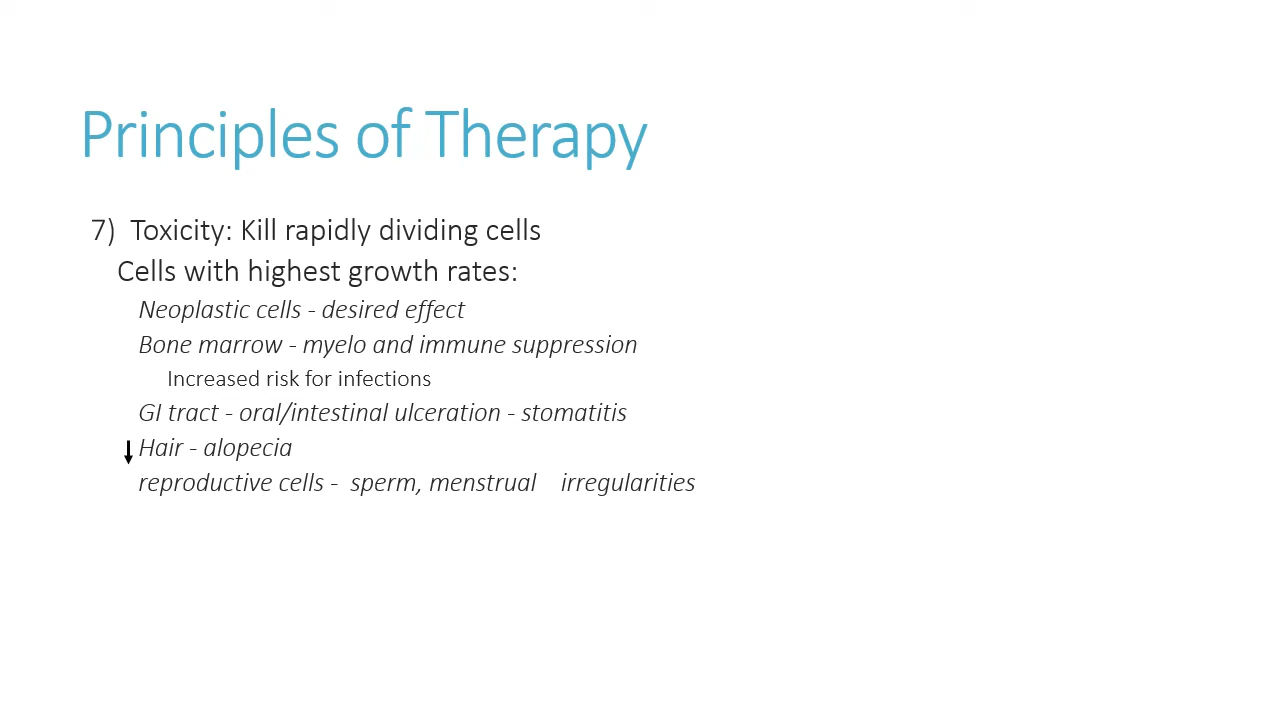 Principles of Therapy
7) Toxicity: Kill rapidly dividing cells
Cells with highest growth rates:
Neoplastic cells - desired effect
Bone marrow - myelo and immune suppression
Increased risk for infections
GI tract - oral/intestinal ulceration - stomatitis
Hair - alopecia
reproductive cells - sperm, menstrual irregularities